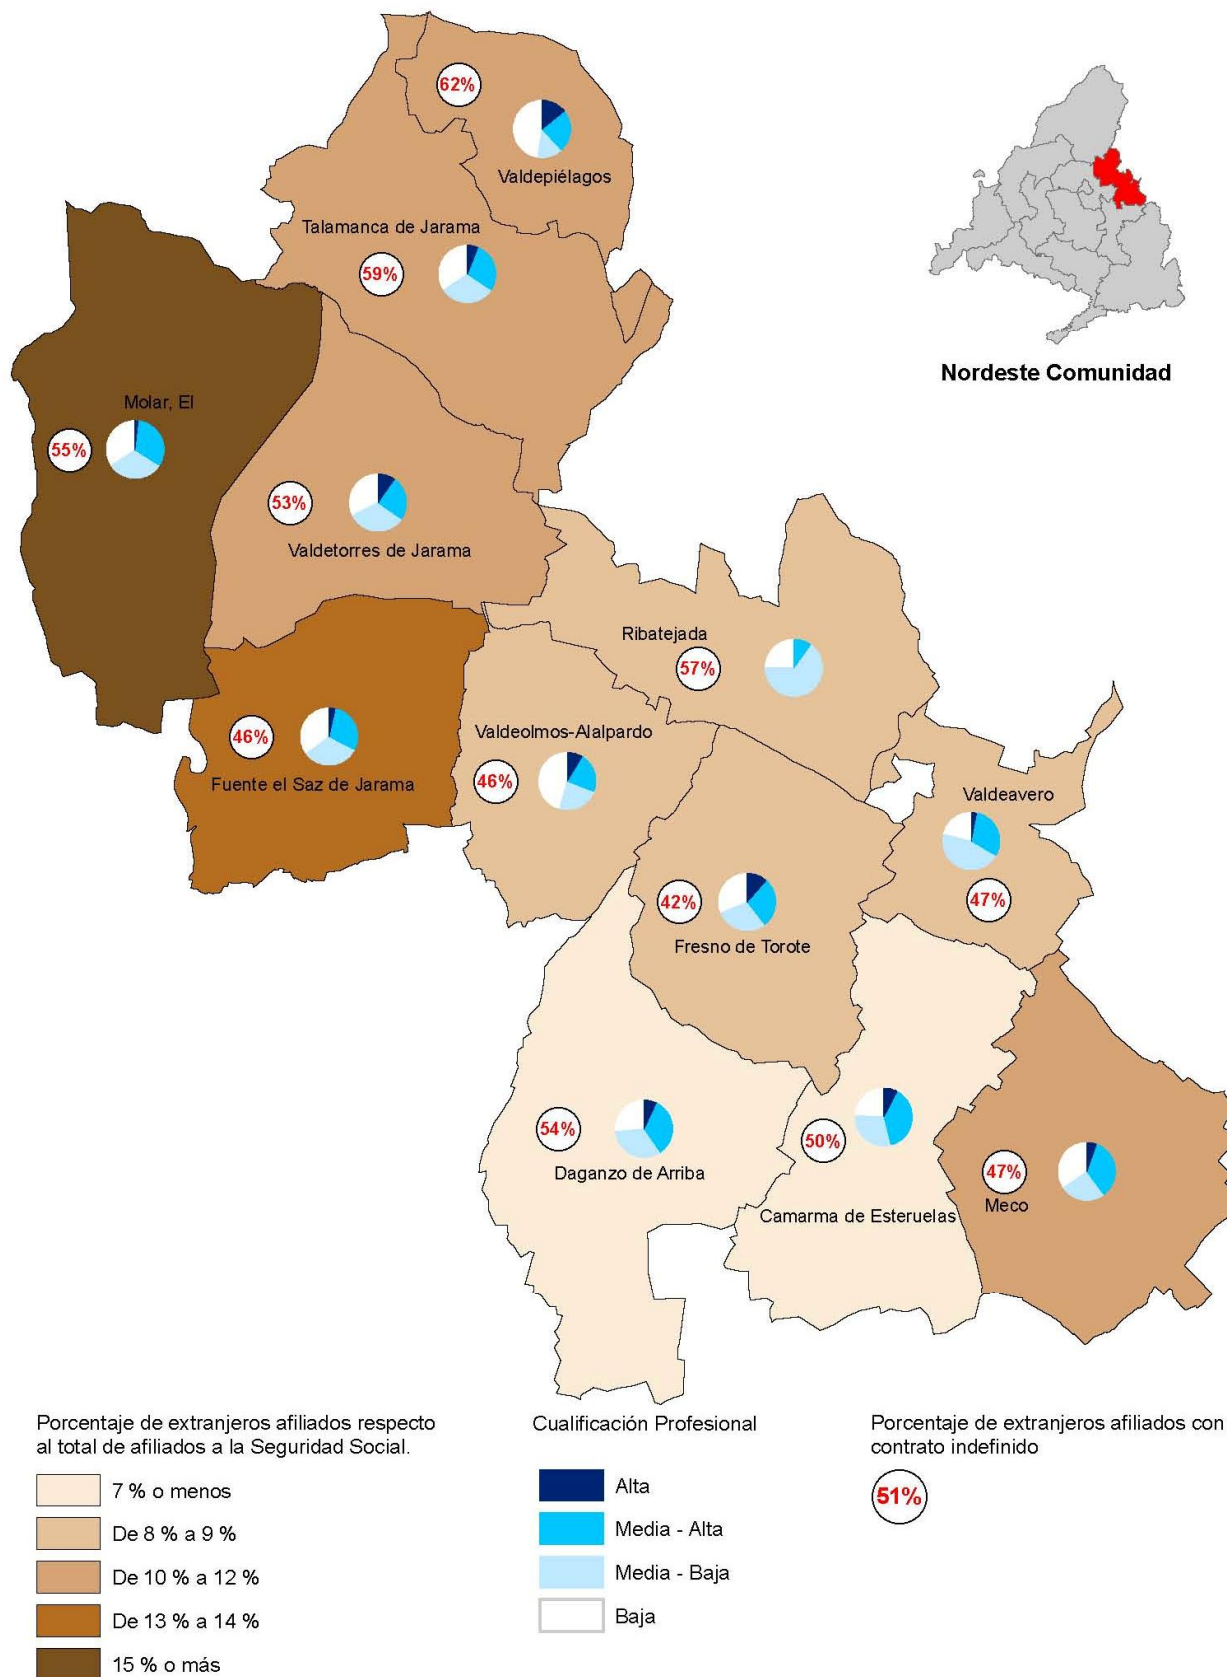 62%
Valdepiélagos
Talamanca de Jarama
59%
Nordeste Comunidad
Molar, El
55%
53%
Valdetorres de Jarama
Ribatejada
57%
Valdeolmos-Alalpardo
46%
Fuente el Saz de Jarama
46%
Valdeavero
47%
42%
Fresno de Torote
54%
Daganzo de Arriba
50%
Camarma de Esteruelas
47%
Meco
Porcentaje de extranjeros afiliados respecto
al total de afiliados a la Seguridad Social.
7 % o menos
De 8 % a 9 %
De 10 % a 12 %
De 13 % a 14 %
15 % o más
Cualificación Profesional
Alta
Media - Alta
Media - Baja
Baja
Porcentaje de extranjeros afiliados con
contrato indefinido
51%